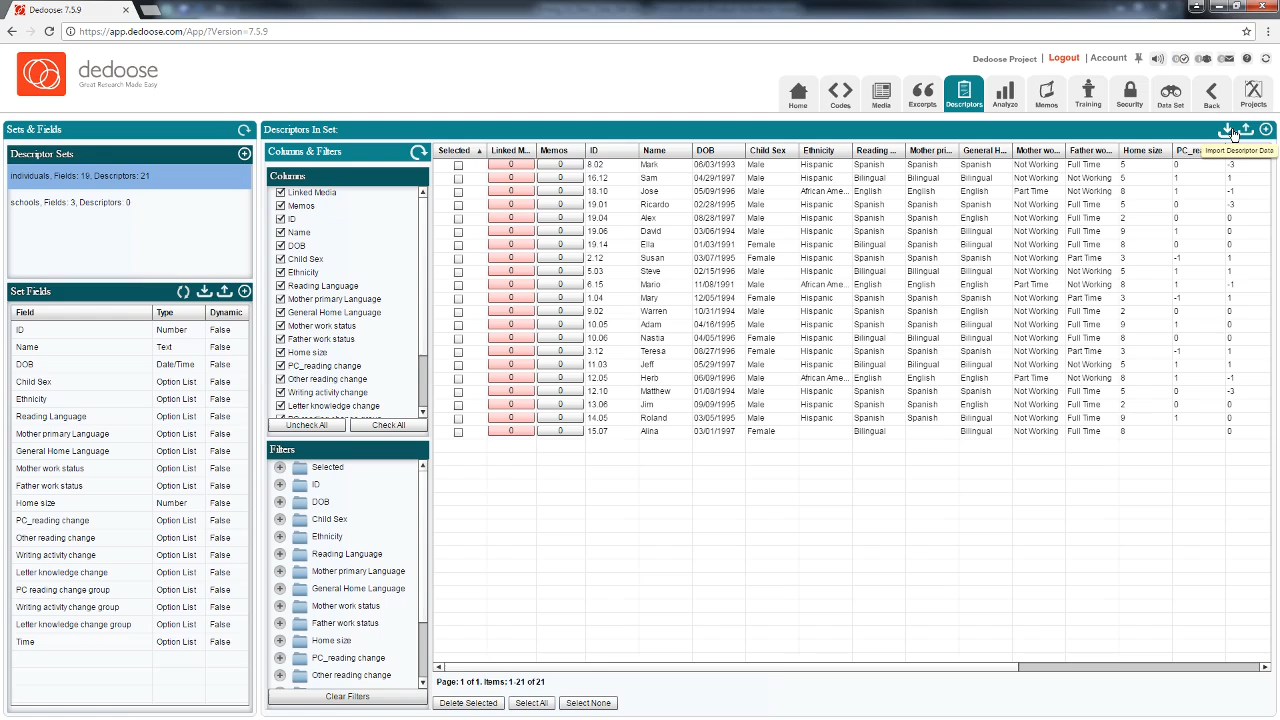 Dedoose: 7.5.9
https://app.dedoose.com/App/?Version=7.5.9
dedoose
Great Research Made Easy
Dedoose Project | Logout | Account
Home Codes Media Excerpts Descriptors Analyze Memos Training Security Data Set Back Projects
Sets & Fields
Descriptor Sets
individuals, Fields: 19, Descriptors: 21
schools, Fields: 3, Descriptors: 0
Set Fields
Field Type Dynamic
ID Number False
Name Text False
DOB Date/Time False
Child Sex Option List False
Ethnicity Option List False
Reading Language Option List False
Mother primary Language Option List False
General Home Language Option List False
Mother work status Option List False
Father work status Option List False
Home size Number False
PC_reading change Option List False
Other reading change Option List False
Writing activity change Option List False
Letter knowledge change Option List False
PC reading change group Option List False
Writing activity change group Option List False
Letter knowledge change group Option List False
Time Option List False
Descriptors In Set:
Import Descriptor Data
Columns & Filters
Columns
Linked Media
Memos
ID
Name
DOB
Child Sex
Ethnicity
Reading Language
Mother primary Language
General Home Language
Mother work status
Father work status
Home size
PC_reading change
Other reading change
Writing activity change
Letter knowledge change
Uncheck All Check All
Filters
Selected
ID
DOB
Child Sex
Ethnicity
Reading Language
Mother primary Language
General Home Language
Mother work status
Father work status
Home size
PC_reading change
Other reading change
Clear Filters
Selected Linked M... Memos ID Name DOB Child Sex Ethnicity Reading ... Mother pri... General H... Mother wo... Father wo... Home size PC_rea
0 0 8.02 Mark 06/03/1993 Male Hispanic Spanish Spanish Spanish Not Working Full Time 5 0 -3
0 0 16.12 Sam 04/29/1997 Male Hispanic Bilingual Spanish Spanish Not Working Not Working 5 1 1
0 0 18.10 Jose 05/09/1991 Male African Ame... English English English Part Time Not Working 8 1 -1
0 0 19.01 Ricardo 02/28/1995 Male Hispanic Spanish Spanish Spanish Not Working Full Time 5 0 -3
0 0 19.04 Alex 08/28/1997 Male Hispanic Spanish Spanish English Not Working Full Time 2 0 0
0 0 19.06 David 03/06/1994 Male Hispanic Spanish Spanish Bilingual Not Working Full Time 9 1 0
0 0 19.14 Ella 01/03/1991 Female Hispanic Bilingual Spanish English Not Working Full Time 8 0 0
0 0 2.12 Susan 03/07/1995 Female Hispanic Spanish Spanish Spanish Not Working Part Time 3 -1 1
0 0 5.03 Steve 02/15/1996 Male Hispanic Bilingual Spanish Bilingual Not Working Not Working 5 1 1
0 0 6.15 Mario 11/08/1991 Male African Ame... English English English Part Time Not Working 8 1 -1
0 0 1.04 Mary 12/05/1994 Female Hispanic Spanish Spanish Spanish Not Working Part Time 3 -1 1
0 0 9.02 Warren 10/31/1994 Male Hispanic Spanish Spanish English Not Working Full Time 2 0 0
0 0 10.05 Adam 04/16/1995 Male Hispanic Spanish Spanish Bilingual Not Working Full Time 9 1 0
0 0 10.06 Nastia 04/05/1996 Female Hispanic Bilingual Spanish Bilingual Not Working Full Time 8 0 0
0 0 3.12 Teresa 08/27/1996 Female Hispanic Spanish Spanish Spanish Not Working Part Time 3 -1 1
0 0 11.03 Jeff 05/29/1997 Male Hispanic Bilingual Spanish Bilingual Not Working Not Working 5 1 1
0 0 12.05 Herb 06/09/1996 Male African Ame... English English English Part Time Not Working 8 1 -1
0 0 12.15 Matthew 01/08/1994 Male Hispanic Spanish Spanish Spanish Not Working Full Time 5 0 -3
0 0 13.06 Jim 09/09/1994 Male Hispanic Spanish Spanish English Not Working Full Time 2 0 0
0 0 14.05 Roland 03/05/1995 Male Hispanic Spanish Spanish Bilingual Not Working Full Time 9 1 0
0 0 15.07 Alina 03/01/1997 Female Bilingual Bilingual Not Working Full Time 8 0
Page: 1 of 1. Items: 1-21 of 21
Delete Selected Select All Select None